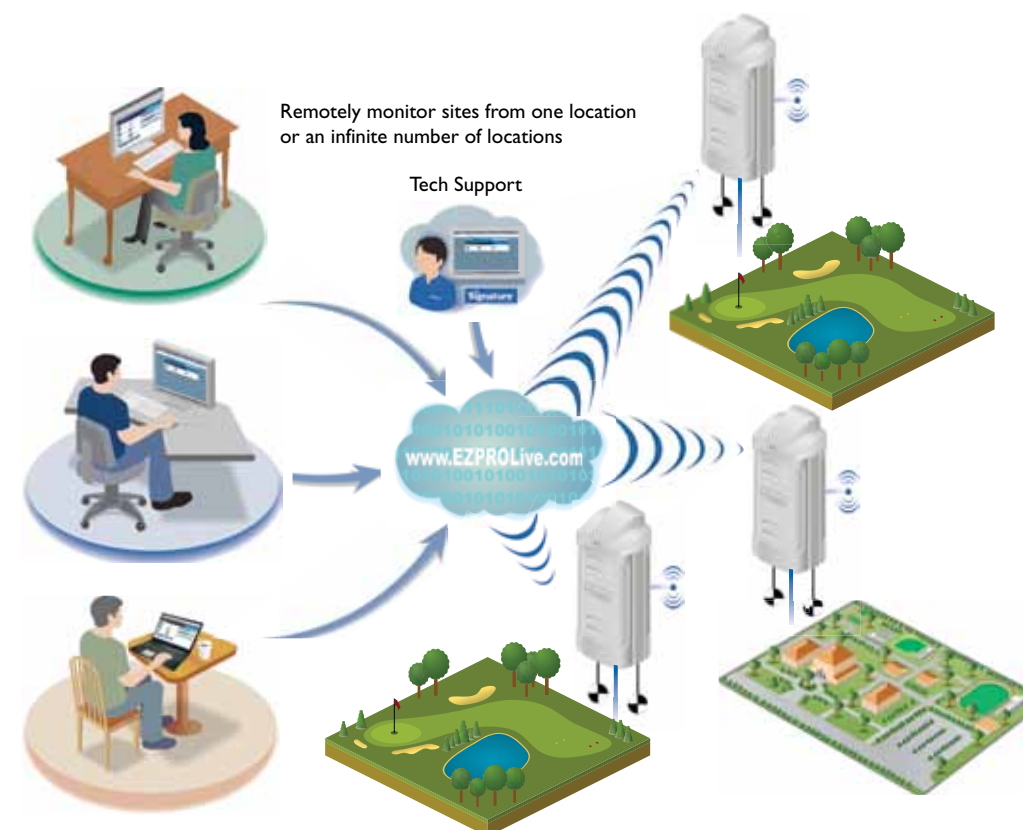 Remotely monitor sites from one location
or an infinite number of locations
Tech Support
Signature
www.EZPROLive.com